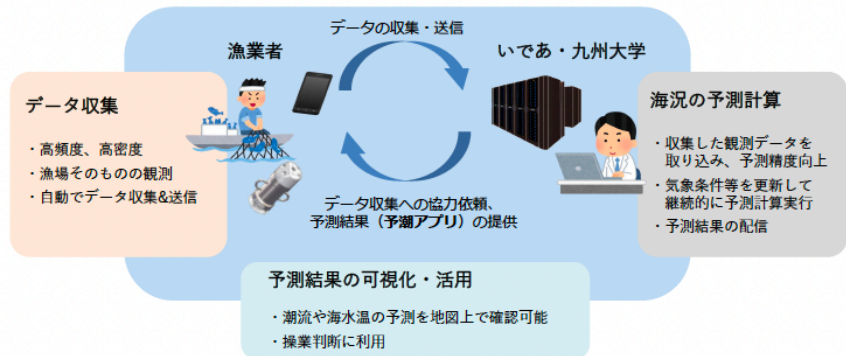 データの収集・送信
漁業者
いであ・九州大学
データ収集
・高頻度、高密度
・漁場そのものの観測
・自動でデータ収集&送信
海況の予測計算
・収集した観測データを
取り込み、予測精度向上
・気象条件等を更新して
継続的に予測計算実行
・予測結果の配信
データ収集への協力依頼、
予測結果（予潮アプリ）の提供
予測結果の可視化・活用
・潮流や海水温の予測を地図上で確認可能
・操業判断に利用